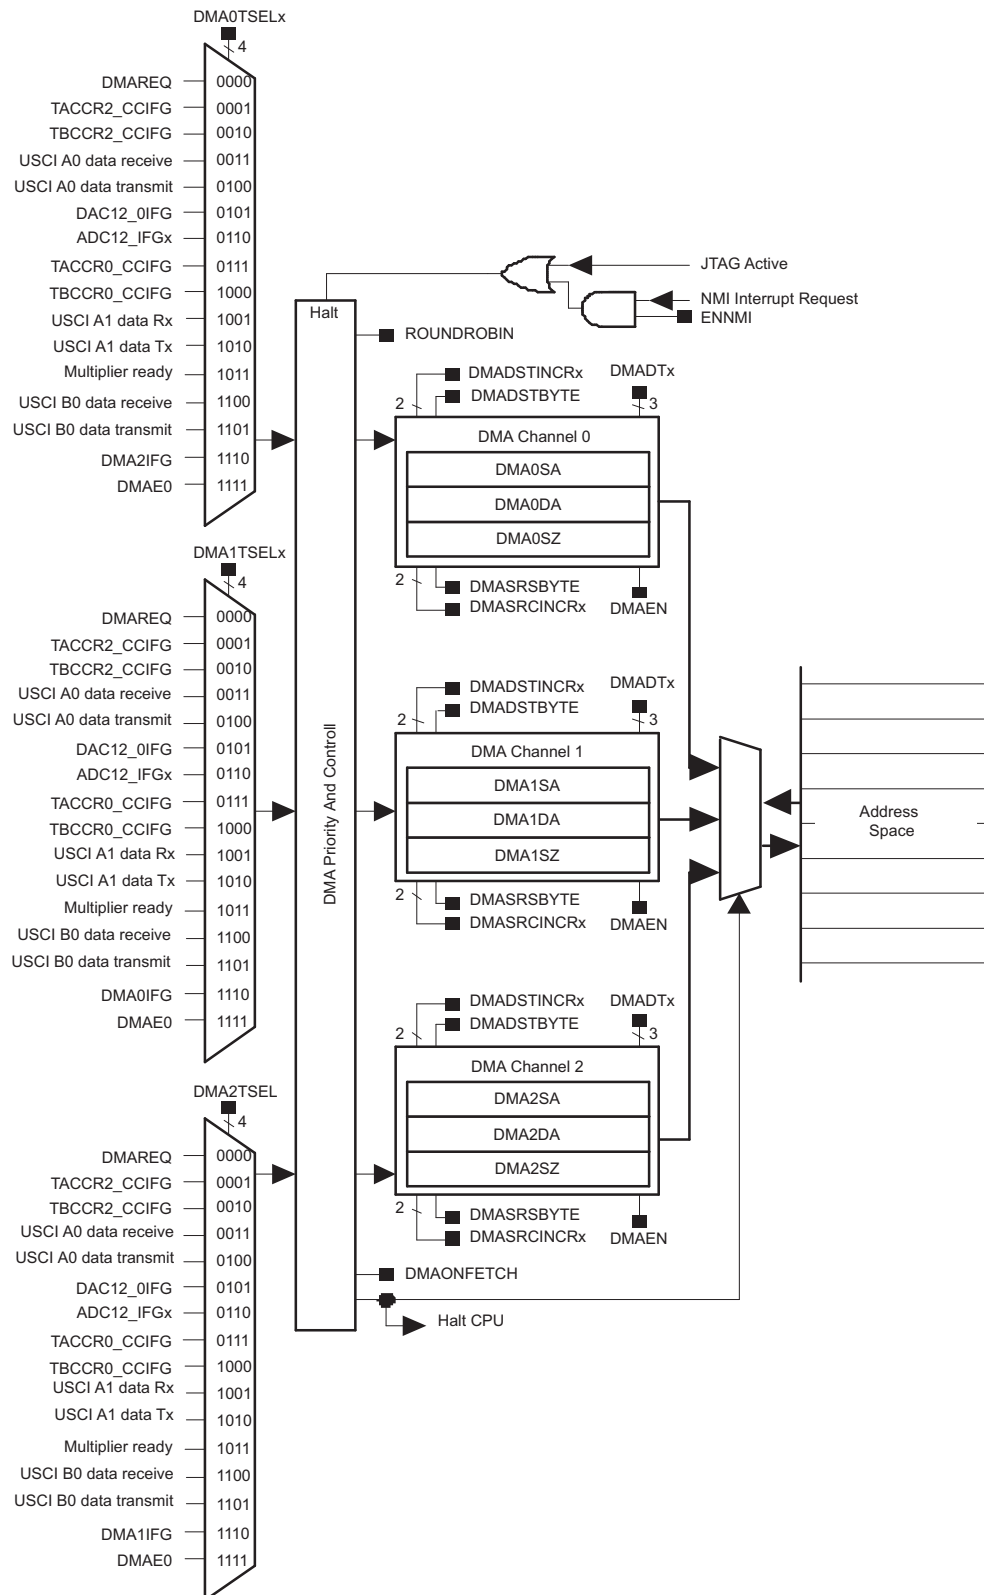 DMA0TSELx
4
DMAREQ 0000
TACCR2_CCIFG 0001
TBCCR2_CCIFG 0010
USCI A0 data receive 0011
USCI A0 data transmit 0100
DAC12_0IFG 0101
ADC12_IFGx 0110
TACCR0_CCIFG 0111
TBCCR0_CCIFG 1000
USCI A1 data Rx 1001
USCI A1 data Tx 1010
Multiplier ready 1011
USCI B0 data receive 1100
USCI B0 data transmit 1101
DMA2IFG 1110
DMAE0 1111
DMA1TSELx
4
DMAREQ 0000
TACCR2_CCIFG 0001
TBCCR2_CCIFG 0010
USCI A0 data receive 0011
USCI A0 data transmit 0100
DAC12_0IFG 0101
ADC12_IFGx 0110
TACCR0_CCIFG 0111
TBCCR0_CCIFG 1000
USCI A1 data Rx 1001
USCI A1 data Tx 1010
Multiplier ready 1011
USCI B0 data receive 1100
USCI B0 data transmit 1101
DMA0IFG 1110
DMAE0 1111
DMA2TSEL
4
DMAREQ 0000
TACCR2_CCIFG 0001
TBCCR2_CCIFG 0010
USCI A0 data receive 0011
USCI A0 data transmit 0100
DAC12_0IFG 0101
ADC12_IFGx 0110
TACCR0_CCIFG 0111
TBCCR0_CCIFG 1000
USCI A1 data Rx 1001
USCI A1 data Tx 1010
Multiplier ready 1011
USCI B0 data receive 1100
USCI B0 data transmit 1101
DMA1IFG 1110
DMAE0 1111
Halt
DMA Priority And Controll
JTAG Active
NMI Interrupt Request
ENNMI
ROUNDROBIN
DMADSTINCRx
DMADTx
2
DMADSTBYTE
3
DMA Channel 0
DMA0SA
DMA0DA
DMA0SZ
2
DMASRSBYTE
DMASRCINCRx
DMAEN
DMADSTINCRx
DMADTx
2
DMADSTBYTE
3
DMA Channel 1
DMA1SA
DMA1DA
DMA1SZ
2
DMASRSBYTE
DMASRCINCRx
DMAEN
DMADSTINCRx
DMADTx
2
DMADSTBYTE
3
DMA Channel 2
DMA2SA
DMA2DA
DMA2SZ
2
DMASRSBYTE
DMASRCINCRx
DMAEN
DMAONFETCH
Halt CPU
Address
Space